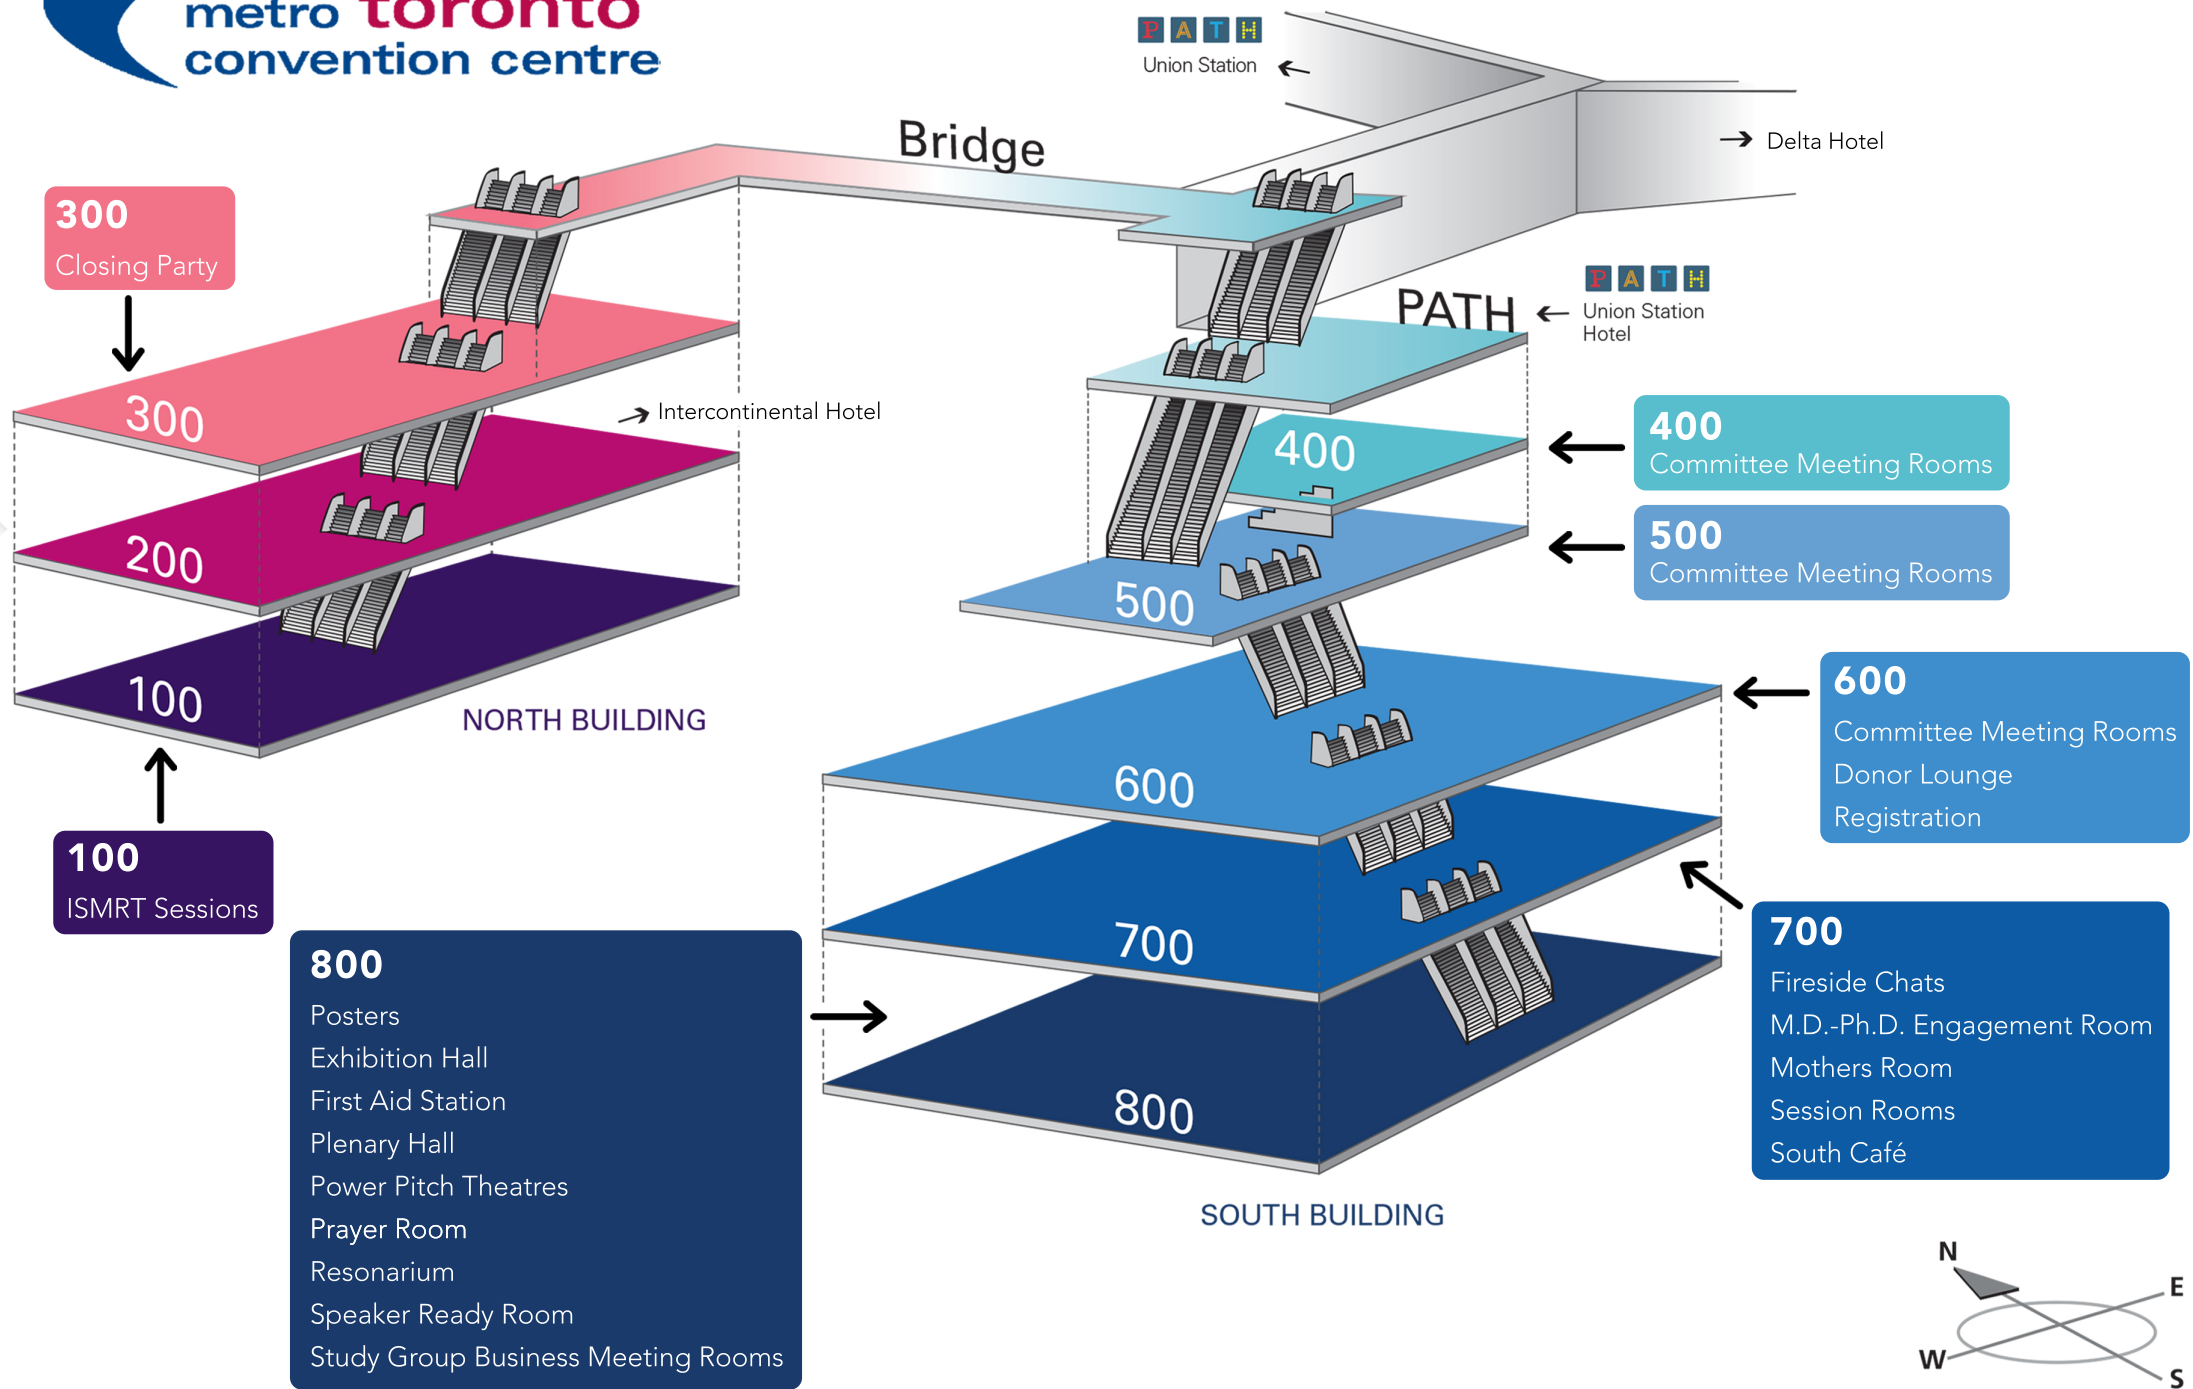 metro toronto
convention centre
PATH
Union Station ←
Bridge
→ Delta Hotel
300
Closing Party
PATH
PATH
← Union Station
Hotel
300
→ Intercontinental Hotel
400
400
Committee Meeting Rooms
500
Committee Meeting Rooms
200
500
600
Committee Meeting Rooms
Donor Lounge
Registration
100
NORTH BUILDING
600
100
ISMRT Sessions
700
700
Fireside Chats
M.D.-Ph.D. Engagement Room
Mothers Room
Session Rooms
South Café
800
Posters
Exhibition Hall
First Aid Station
Plenary Hall
Power Pitch Theatres
Prayer Room
Resonarium
Speaker Ready Room
Study Group Business Meeting Rooms
800
SOUTH BUILDING
N
E
W
S